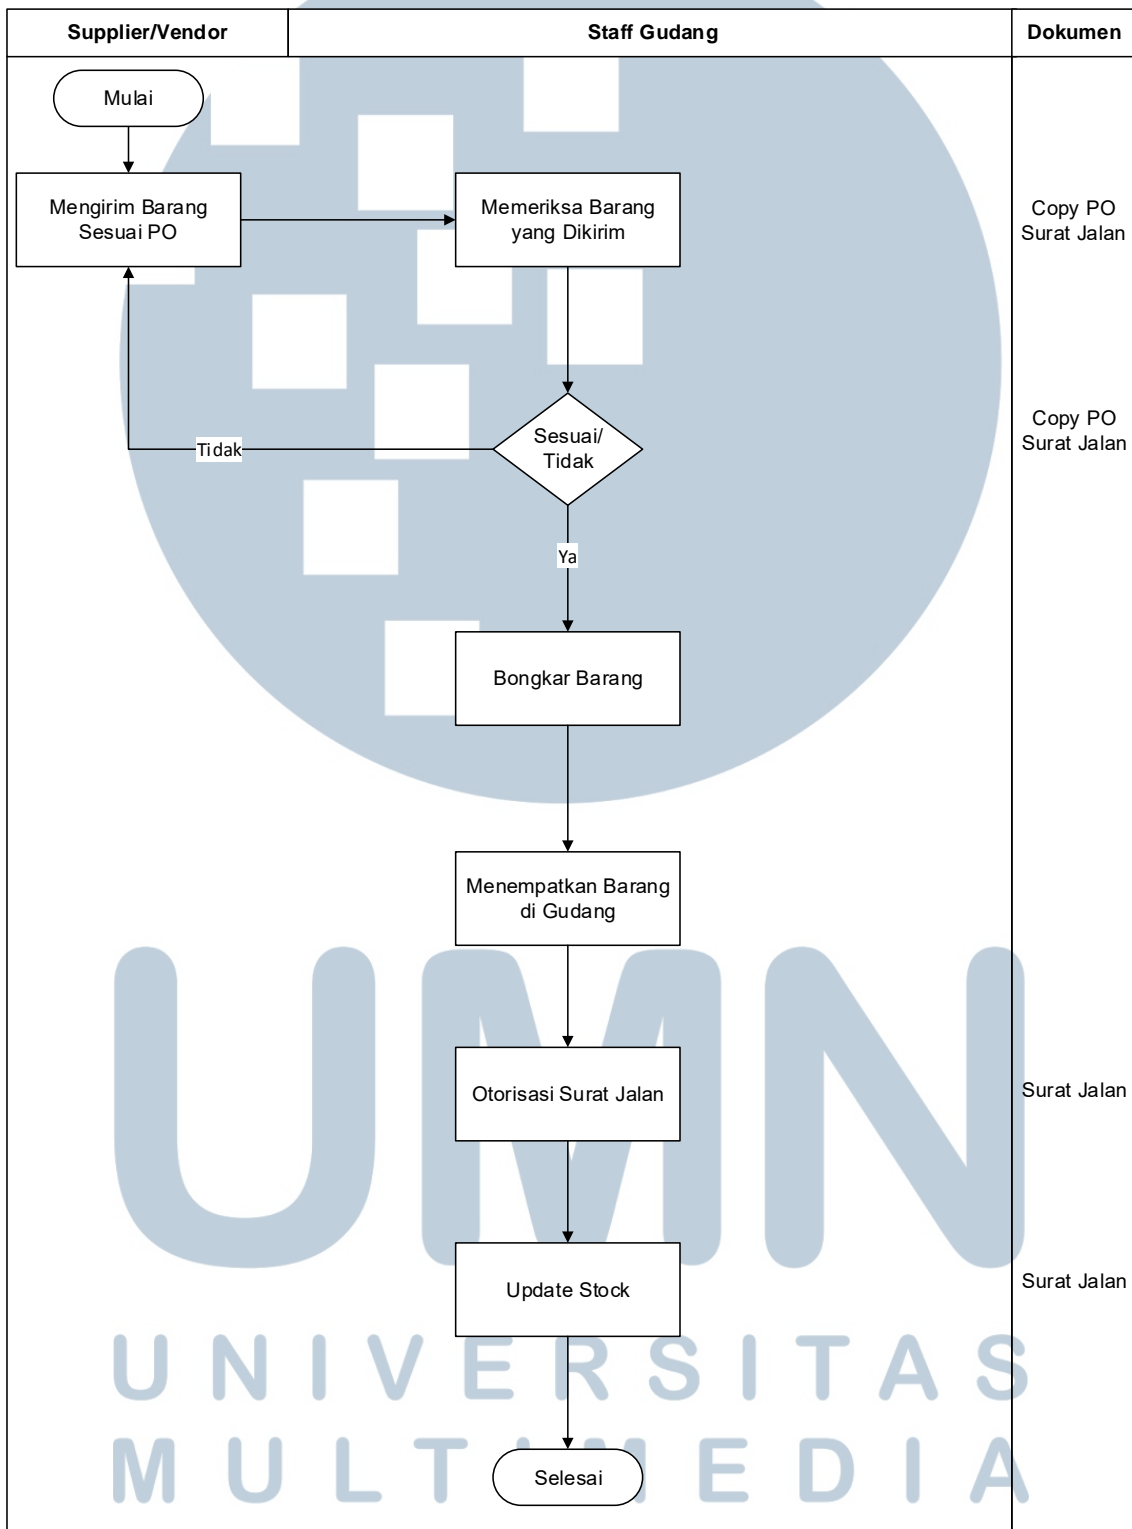 Supplier/Vendor
Staff Gudang
Dokumen
Mulai
Mengirim Barang
Sesuai PO
Memeriksa Barang
yang Dikirim
Copy PO
Surat Jalan
Sesuai/
Tidak
Tidak
Copy PO
Surat Jalan
Ya
Bongkar Barang
Menempatkan Barang
di Gudang
UMN
Otorisasi Surat Jalan
Surat Jalan
Update Stock
Surat Jalan
UNIVERSITAS
MULTIMEDIA
Selesai